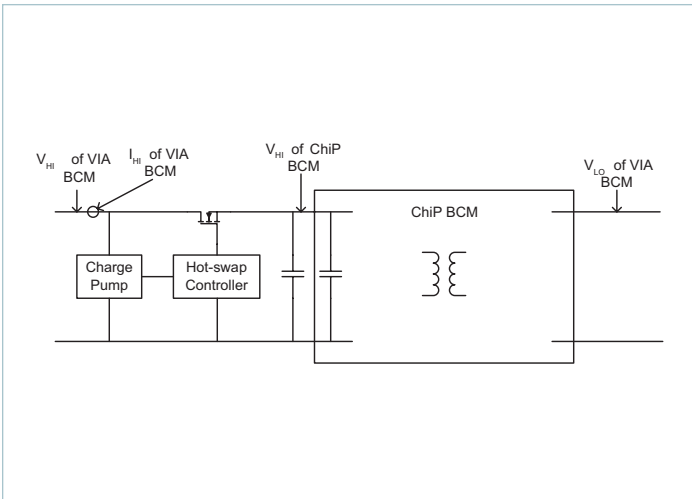 V_HI of VIA
BCM
I_HI of VIA
BCM
V_HI of ChiP
BCM
V_LO of VIA
BCM
ChiP BCM
Charge
Pump
Hot-swap
Controller